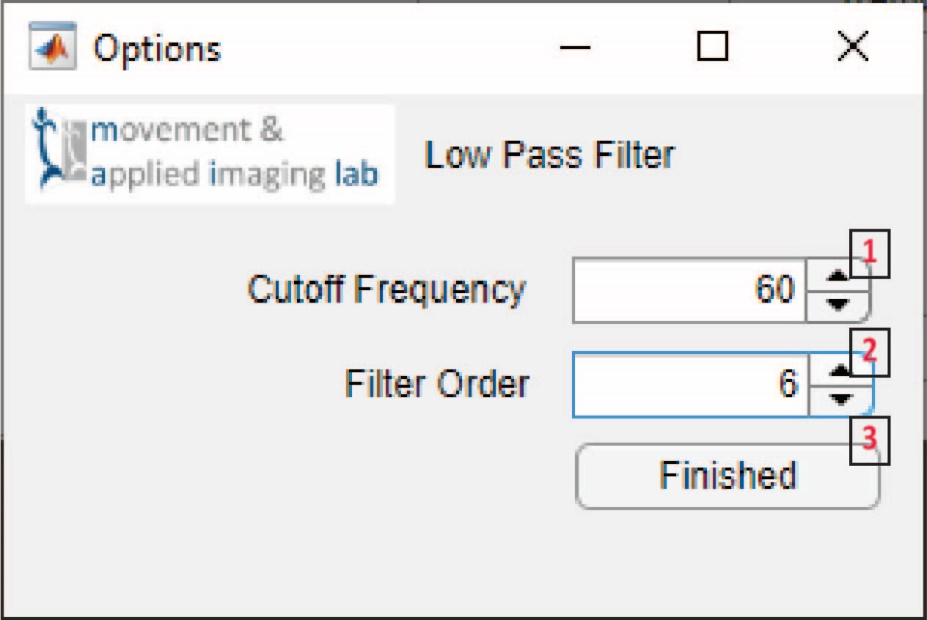 Options
movement &
applied imaging lab
Low Pass Filter
1
Cutoff Frequency 60
2
Filter Order 6
3
Finished